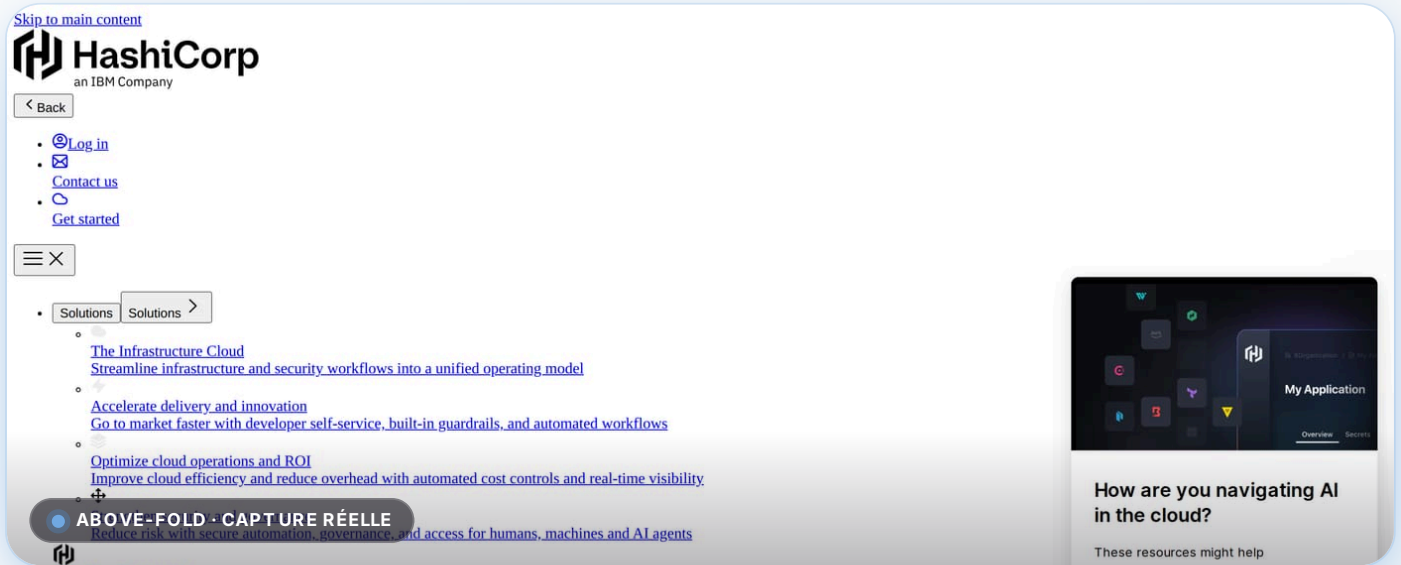 Skip to main content
HashiCorp
an IBM Company
Back
Log in
Contact us
Get started
Solutions Solutions
The Infrastructure Cloud
Streamline infrastructure and security workflows into a unified operating model
Accelerate delivery and innovation
Go to market faster with developer self-service, built-in guardrails, and automated workflows
Optimize cloud operations and ROI
Improve cloud efficiency and reduce overhead with automated cost controls and real-time visibility
ABOVE-FOLD · CAPTURE RÉELLE
Reduce risk with secure automation, governance, and access for humans, machines and AI agents
aws
My Application
Overview Secrets
How are you navigating AI
in the cloud?
These resources might help